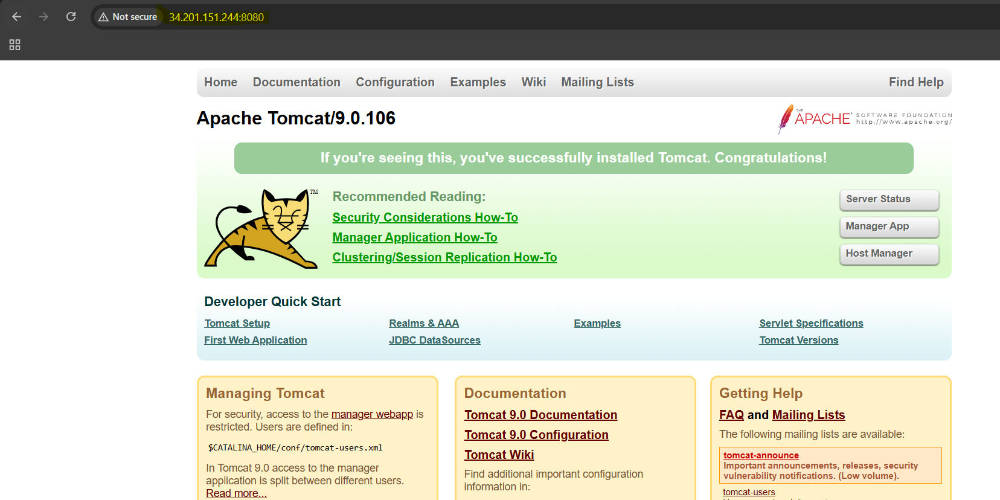 Not secure 34.201.151.244:8080
Home Documentation Configuration Examples Wiki Mailing Lists Find Help
Apache Tomcat/9.0.106
THE APACHE SOFTWARE FOUNDATION
http://www.apache.org/
If you're seeing this, you've successfully installed Tomcat. Congratulations!
TM
Recommended Reading:
Security Considerations How-To
Manager Application How-To
Clustering/Session Replication How-To
Server Status
Manager App
Host Manager
Developer Quick Start
Tomcat Setup
First Web Application
Realms & AAA
JDBC DataSources
Examples
Servlet Specifications
Tomcat Versions
Managing Tomcat
For security, access to the manager webapp is
restricted. Users are defined in:
$CATALINA_HOME/conf/tomcat-users.xml
In Tomcat 9.0 access to the manager
application is split between different users.
Read more...
Documentation
Tomcat 9.0 Documentation
Tomcat 9.0 Configuration
Tomcat Wiki
Find additional important configuration
information in:
Getting Help
FAQ and Mailing Lists
The following mailing lists are available:
tomcat-announce
Important announcements, releases, security
vulnerability notifications. (Low volume).
tomcat-users